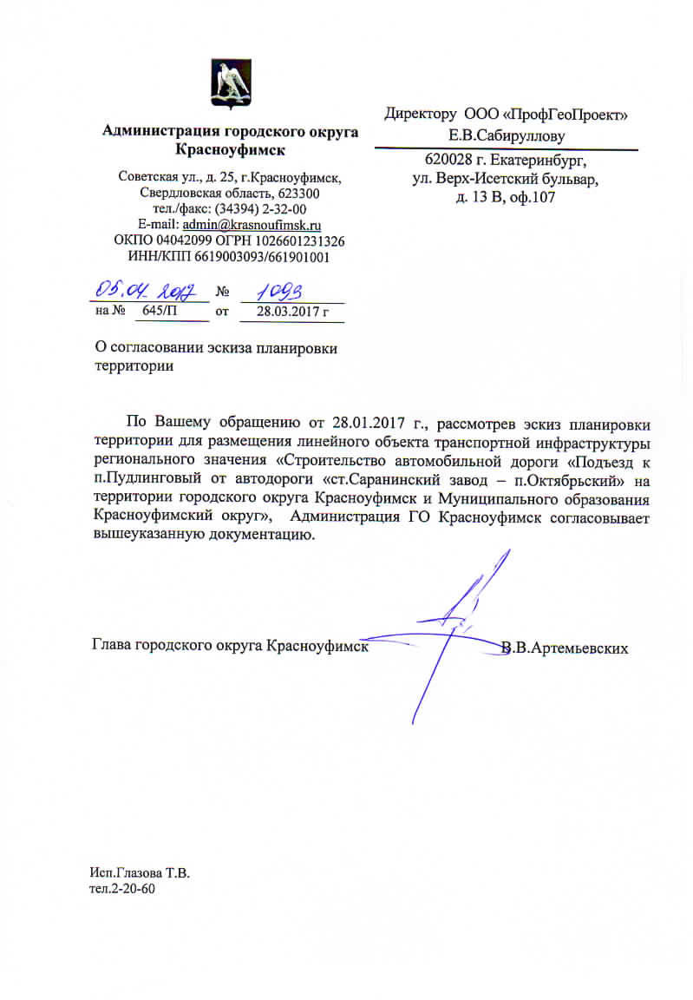 Администрация городского округа
Красноуфимск
Советская ул., д. 25, г.Красноуфимск,
Свердловская область, 623300
тел./факс: (34394) 2-32-00
E-mail: admin@krasnoufimsk.ru
ОКПО 04042099 ОГРН 1026601231326
ИНН/КПП 6619003093/661901001
05.04 2017 № 1093
на № 645/П от 28.03.2017 г
Директору ООО «ПрофГеоПроект»
Е.В.Сабируллову
620028 г. Екатеринбург,
ул. Верх-Исетский бульвар,
д. 13 В, оф.107
О согласовании эскиза планировки
территории
По Вашему обращению от 28.01.2017 г., рассмотрев эскиз планировки
территории для размещения линейного объекта транспортной инфраструктуры
регионального значения «Строительство автомобильной дороги «Подъезд к
п.Пудлинговый от автодороги «ст.Саранинский завод – п.Октябрьский» на
территории городского округа Красноуфимск и Муниципального образования
Красноуфимский округ», Администрация ГО Красноуфимск согласовывает
вышеуказанную документацию.
Глава городского округа Красноуфимск В.В.Артемьевских
Исп.Глазова Т.В.
тел.2-20-60